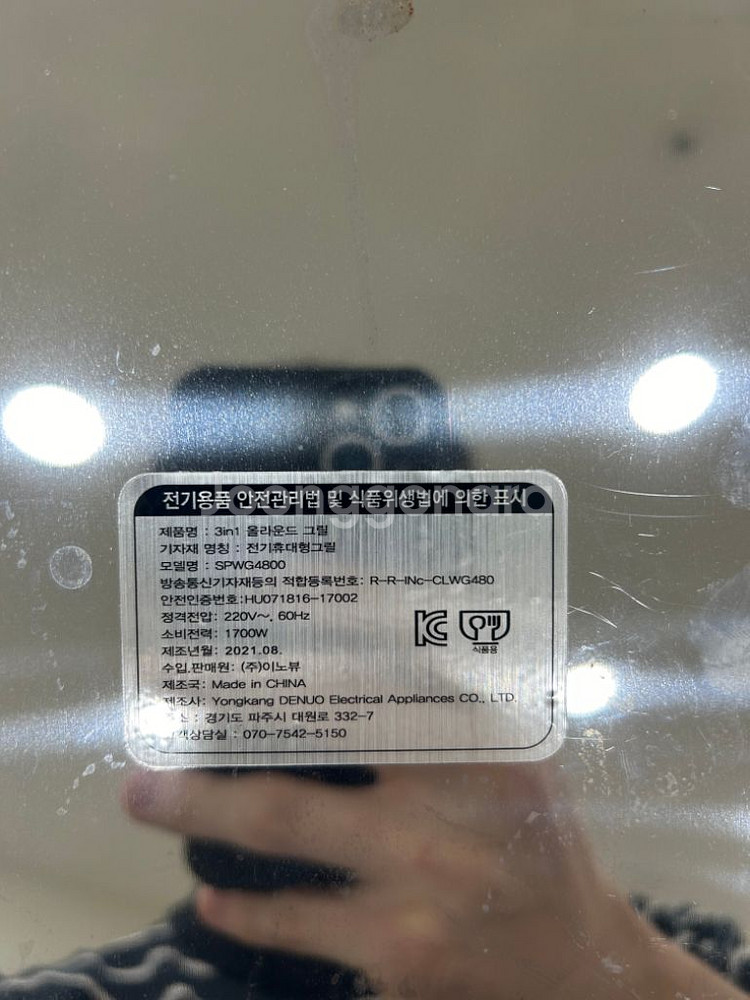 전기용품 안전관리법 및 식품위생법에 의한 표시
제품명 : 3in1 올라운드 그릴
기자재 명칭 : 전기휴대형그릴
모델명 : SPWG4800
방송통신기자재등의 적합등록번호: R-R-INc-CLWG480
안전인증번호:HU071816-17002
정격전압: 220V~, 60Hz
소비전력: 1700W
제조년월: 2021.08.
수입,판매원: (주)이노뷰
제조국: Made in CHINA
제조사: Yongkang DENUO Electrical Appliances CO., LTD.
: 경기도 파주시 대원로 332-7
고객상담실 : 070-7542-5150
식품용
joonggonara